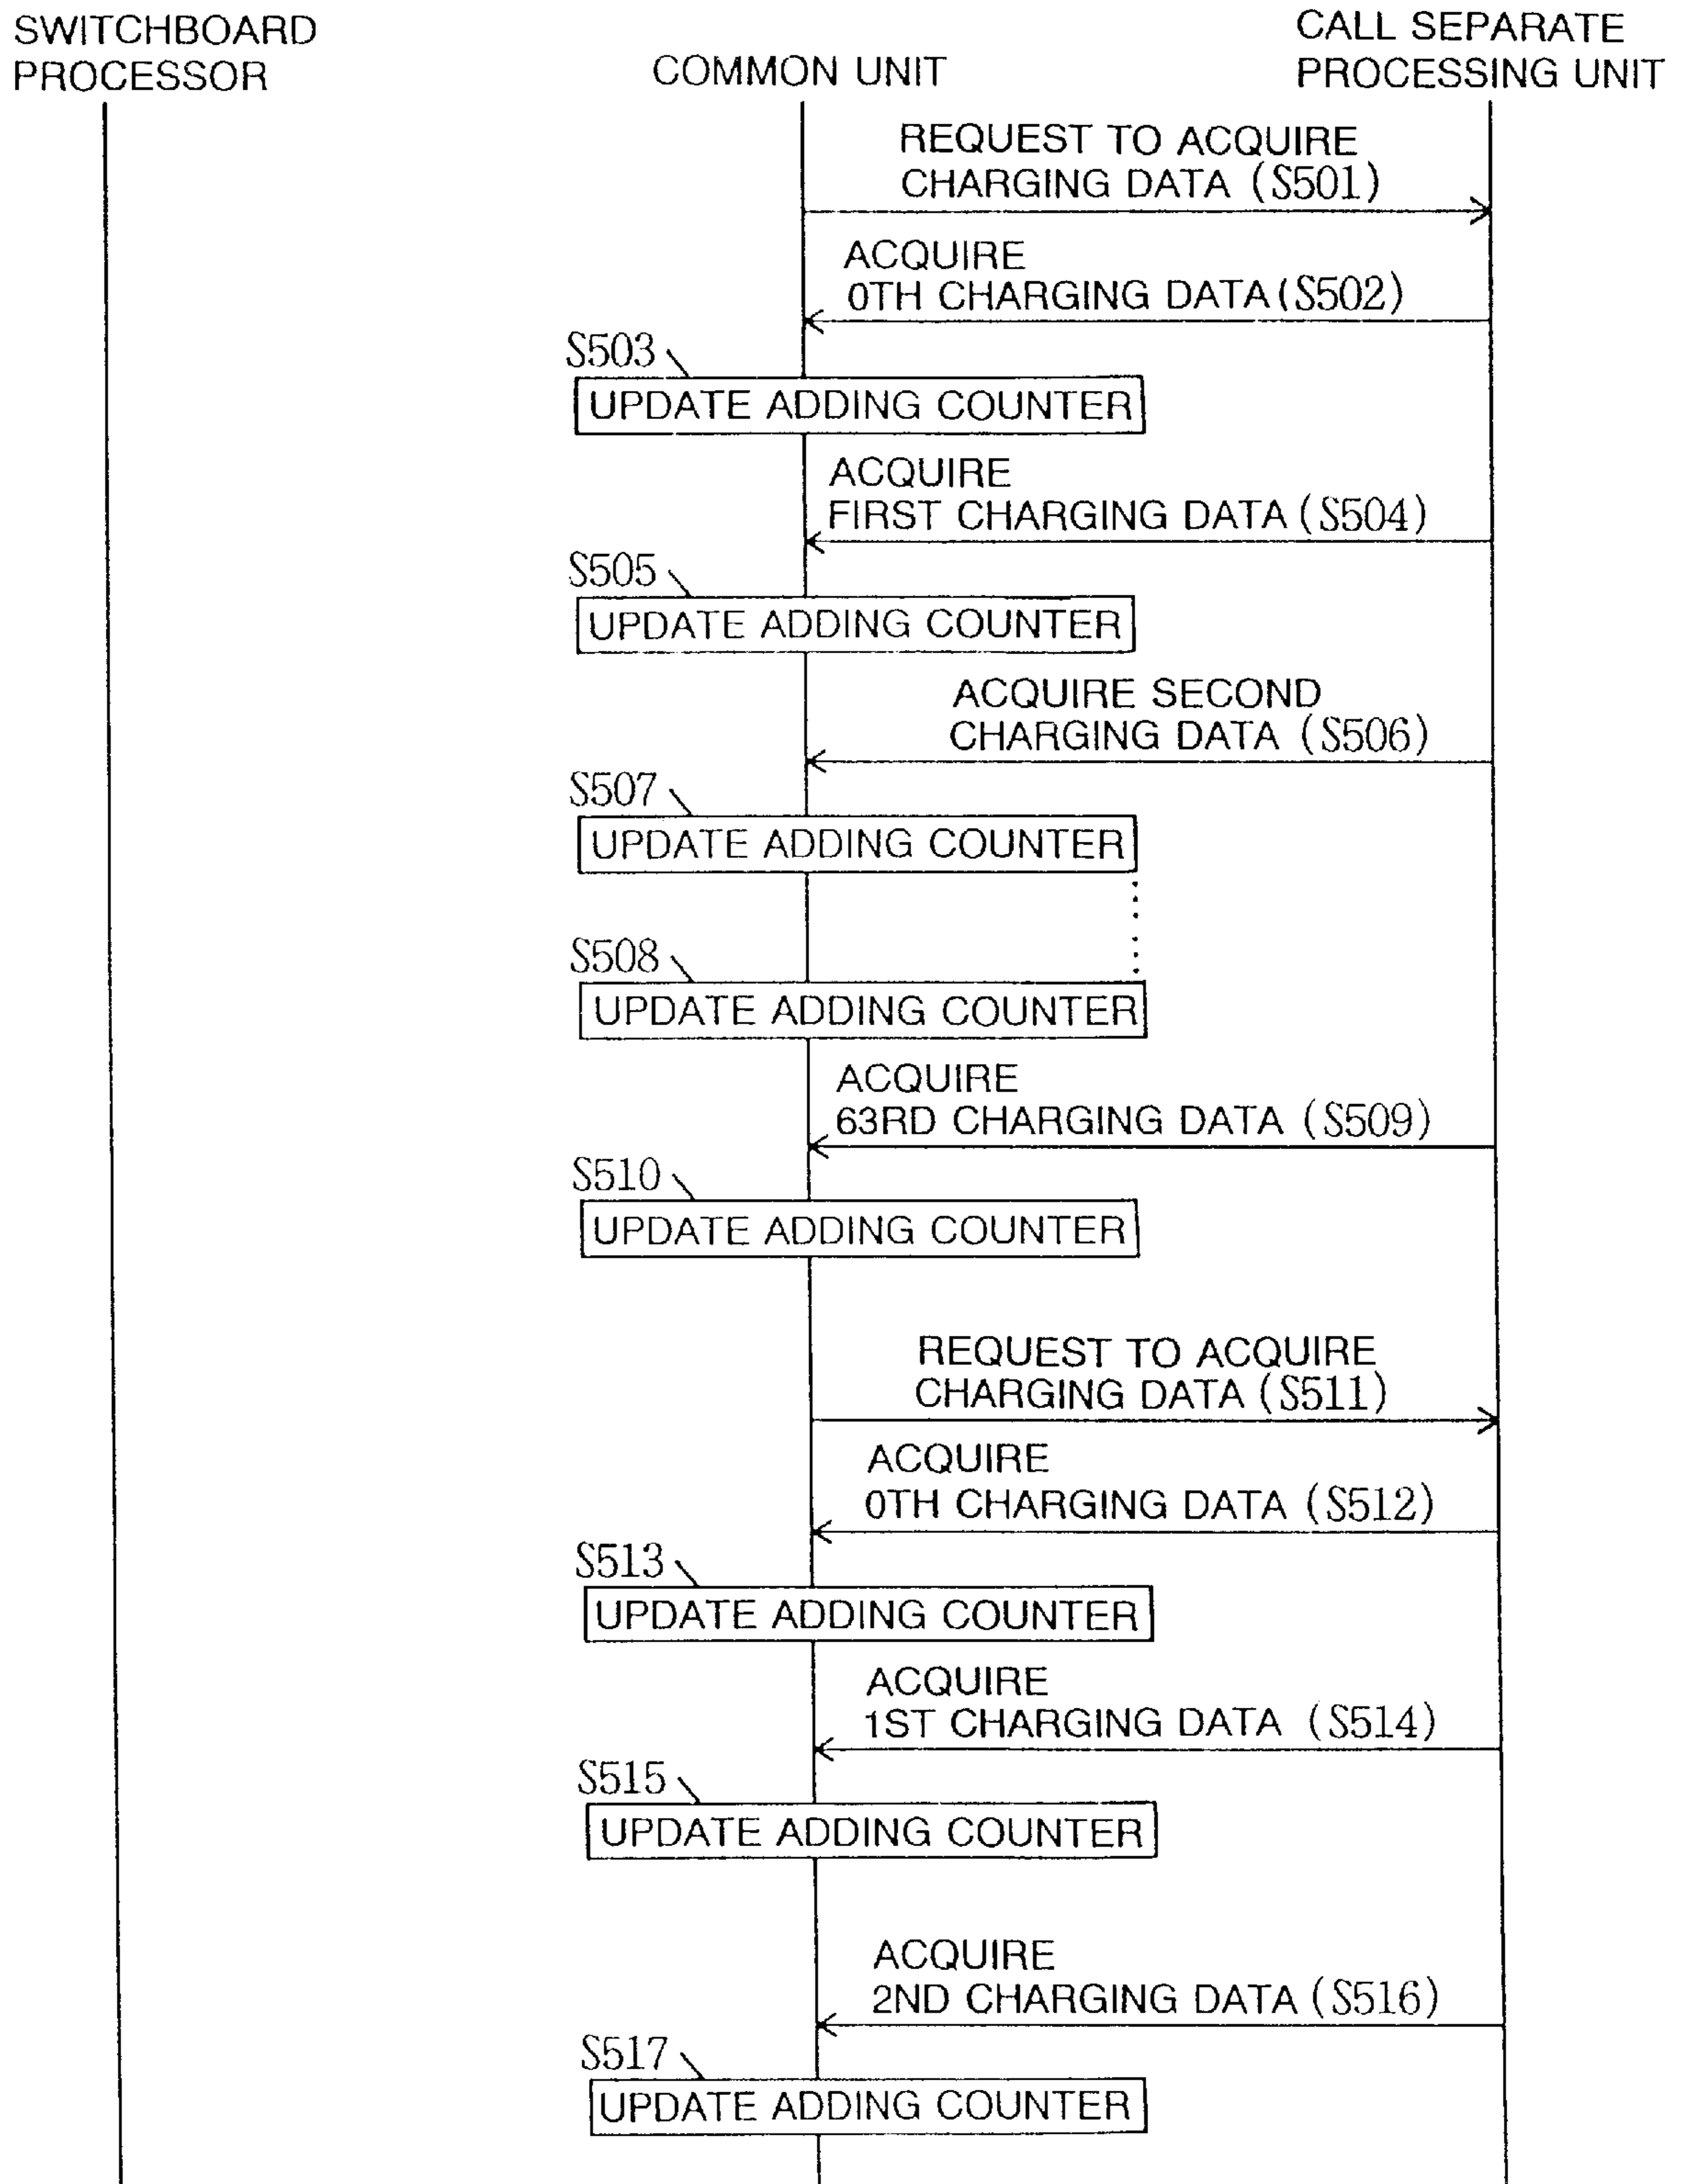 SWITCHBOARD
PROCESSOR
COMMON UNIT
CALL SEPARATE
PROCESSING UNIT
REQUEST TO ACQUIRE
CHARGING DATA (S501)
ACQUIRE
0TH CHARGING DATA (S502)
S503
UPDATE ADDING COUNTER
ACQUIRE
FIRST CHARGING DATA (S504)
S505
UPDATE ADDING COUNTER
ACQUIRE SECOND
CHARGING DATA (S506)
S507
UPDATE ADDING COUNTER
S508
UPDATE ADDING COUNTER
ACQUIRE
63RD CHARGING DATA (S509)
S510
UPDATE ADDING COUNTER
REQUEST TO ACQUIRE
CHARGING DATA (S511)
ACQUIRE
0TH CHARGING DATA (S512)
S513
UPDATE ADDING COUNTER
ACQUIRE
1ST CHARGING DATA (S514)
S515
UPDATE ADDING COUNTER
ACQUIRE
2ND CHARGING DATA (S516)
S517
UPDATE ADDING COUNTER